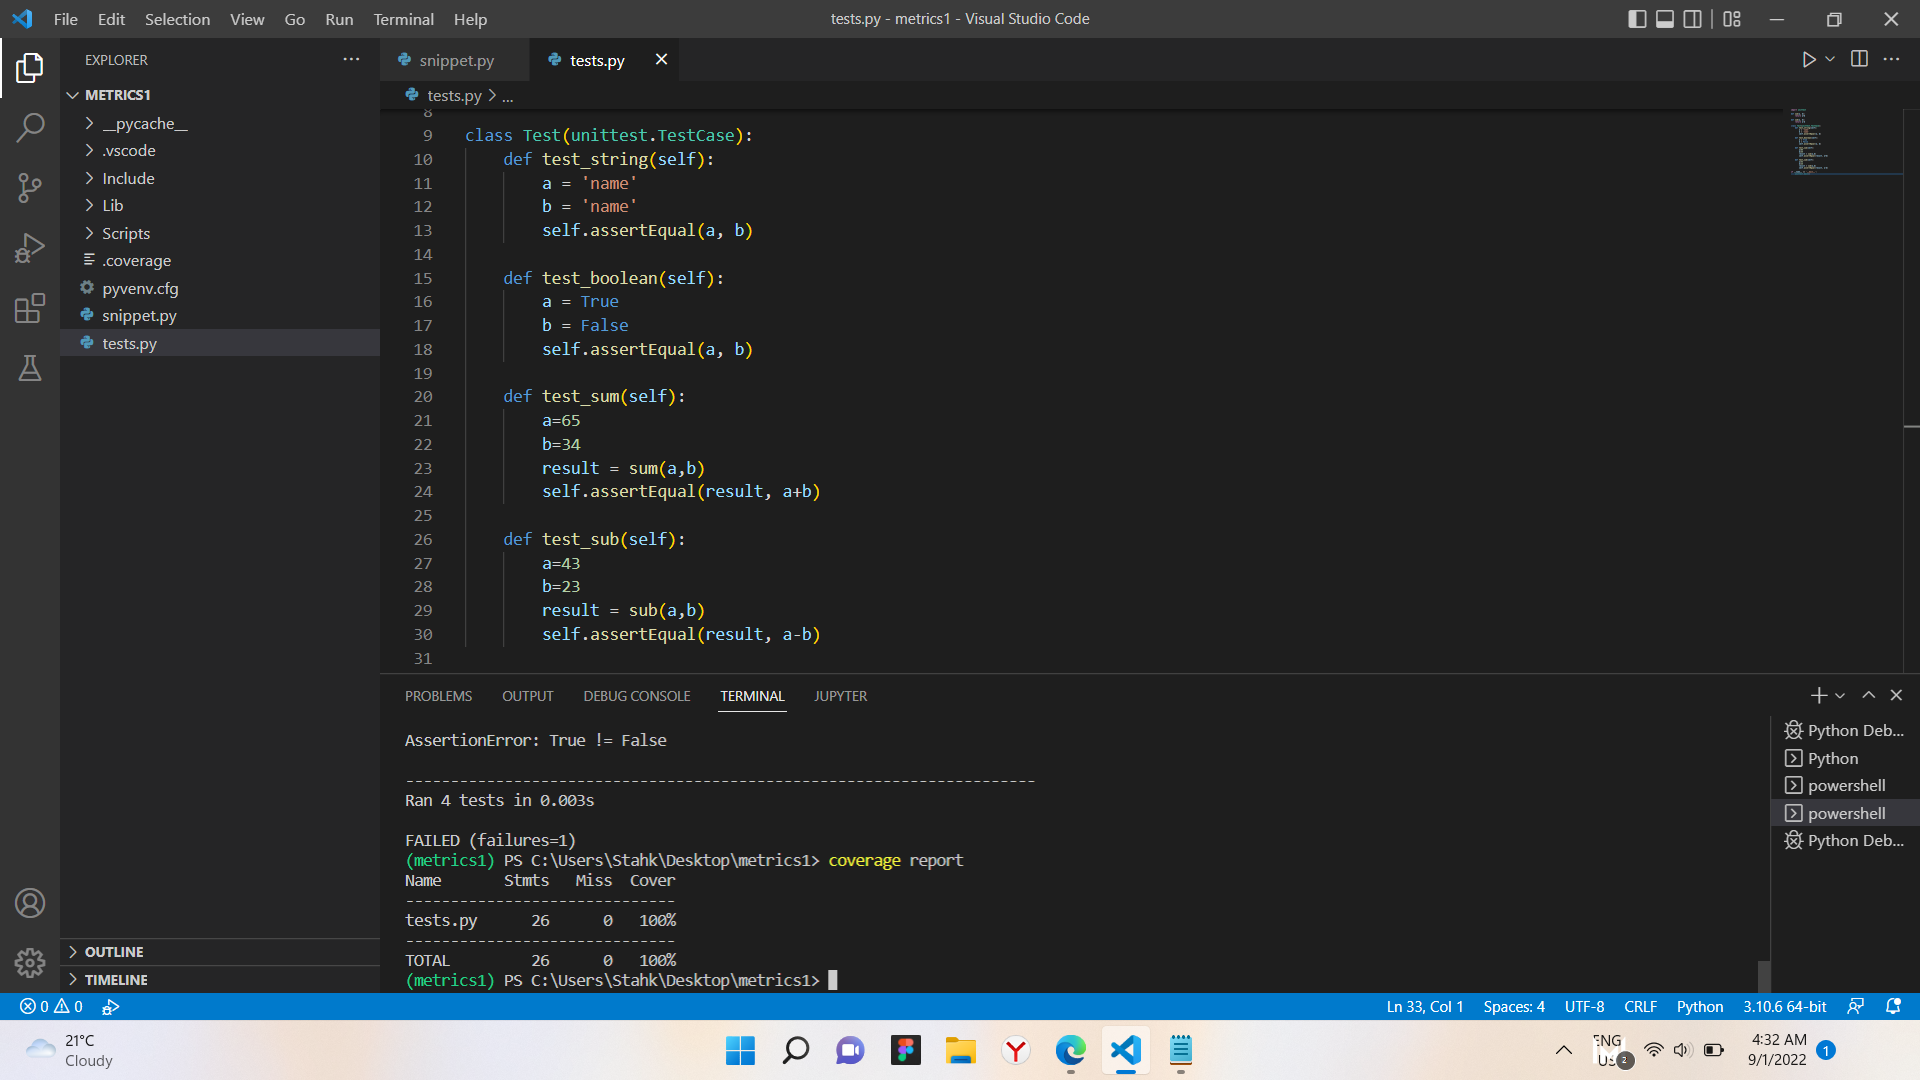 File Edit Selection View Go Run Terminal Help
tests.py - metrics1 - Visual Studio Code
EXPLORER
METRICS1
__pycache__
.vscode
Include
Lib
Scripts
.coverage
pyvenv.cfg
snippet.py
tests.py
OUTLINE
TIMELINE
snippet.py
tests.py
tests.py > ...
8
9 class Test(unittest.TestCase):
10 def test_string(self):
11 a = 'name'
12 b = 'name'
13 self.assertEqual(a, b)
14
15 def test_boolean(self):
16 a = True
17 b = False
18 self.assertEqual(a, b)
19
20 def test_sum(self):
21 a=65
22 b=34
23 result = sum(a,b)
24 self.assertEqual(result, a+b)
25
26 def test_sub(self):
27 a=43
28 b=23
29 result = sub(a,b)
30 self.assertEqual(result, a-b)
31
PROBLEMS OUTPUT DEBUG CONSOLE TERMINAL JUPYTER
AssertionError: True != False
----------------------------------------------------------------------
Ran 4 tests in 0.003s
FAILED (failures=1)
(metrics1) PS C:\Users\Stahk\Desktop\metrics1> coverage report
Name Stmts Miss Cover
------------------------------
tests.py 26 0 100%
------------------------------
TOTAL 26 0 100%
(metrics1) PS C:\Users\Stahk\Desktop\metrics1>
Python Deb...
Python
powershell
powershell
Python Deb...
0 0
Ln 33, Col 1 Spaces: 4 UTF-8 CRLF Python 3.10.6 64-bit
21°C
Cloudy
ENG
US
2
4:32 AM
9/1/2022
1